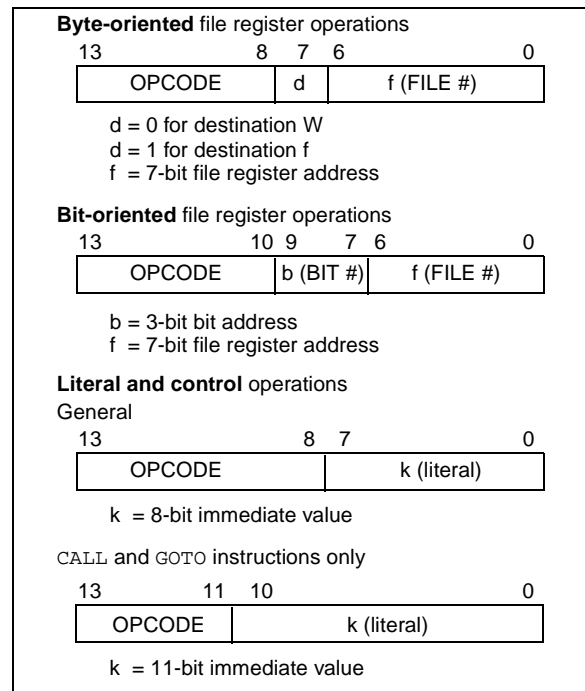 Byte-oriented file register operations
13 8 7 6 0
OPCODE d f (FILE #)
d = 0 for destination W
d = 1 for destination f
f = 7-bit file register address
Bit-oriented file register operations
13 10 9 7 6 0
OPCODE b (BIT #) f (FILE #)
b = 3-bit bit address
f = 7-bit file register address
Literal and control operations
General
13 8 7 0
OPCODE k (literal)
k = 8-bit immediate value
CALL and GOTO instructions only
13 11 10 0
OPCODE k (literal)
k = 11-bit immediate value